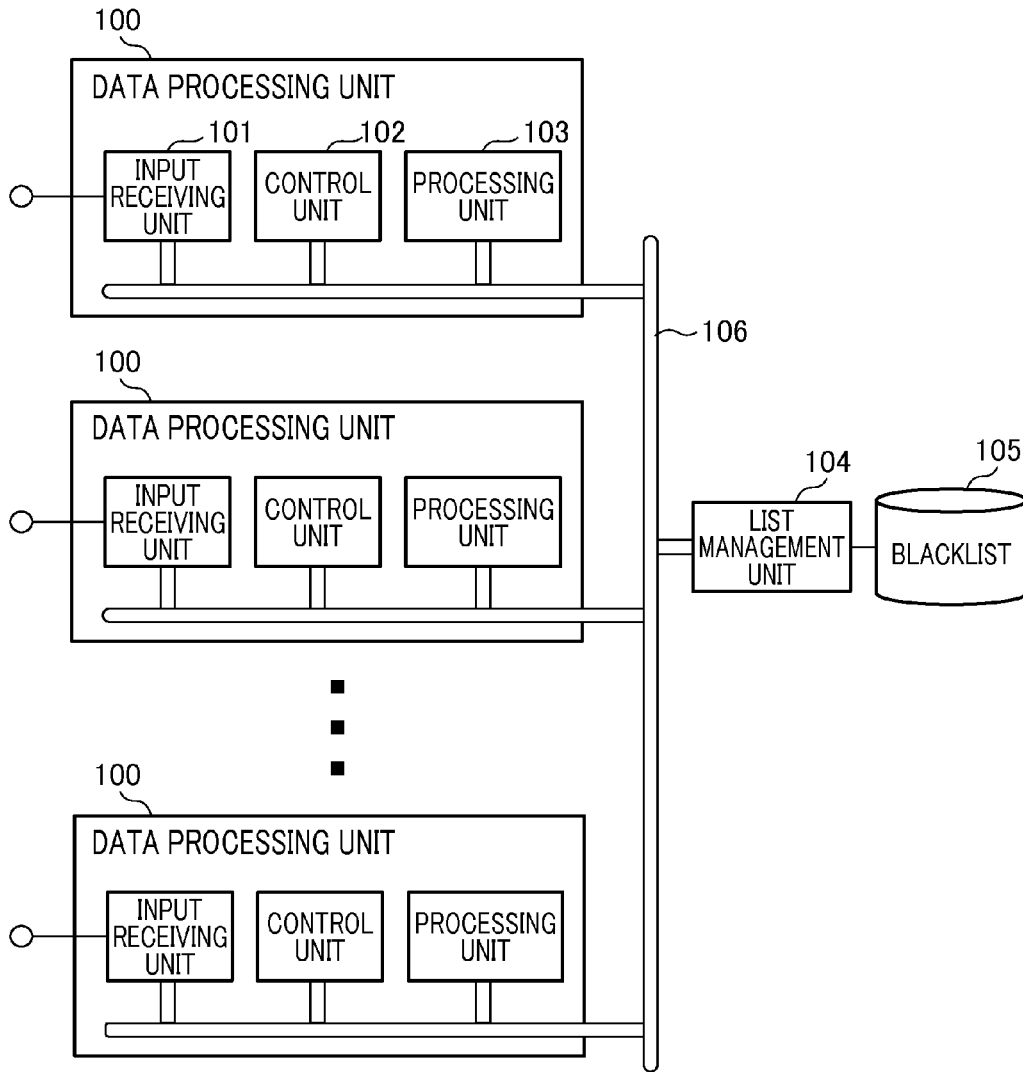 100
DATA PROCESSING UNIT
101
102
103
INPUT
RECEIVING
UNIT
CONTROL
UNIT
PROCESSING
UNIT
106
100
DATA PROCESSING UNIT
INPUT
RECEIVING
UNIT
CONTROL
UNIT
PROCESSING
UNIT
104
105
LIST
MANAGEMENT
UNIT
BLACKLIST
100
DATA PROCESSING UNIT
INPUT
RECEIVING
UNIT
CONTROL
UNIT
PROCESSING
UNIT